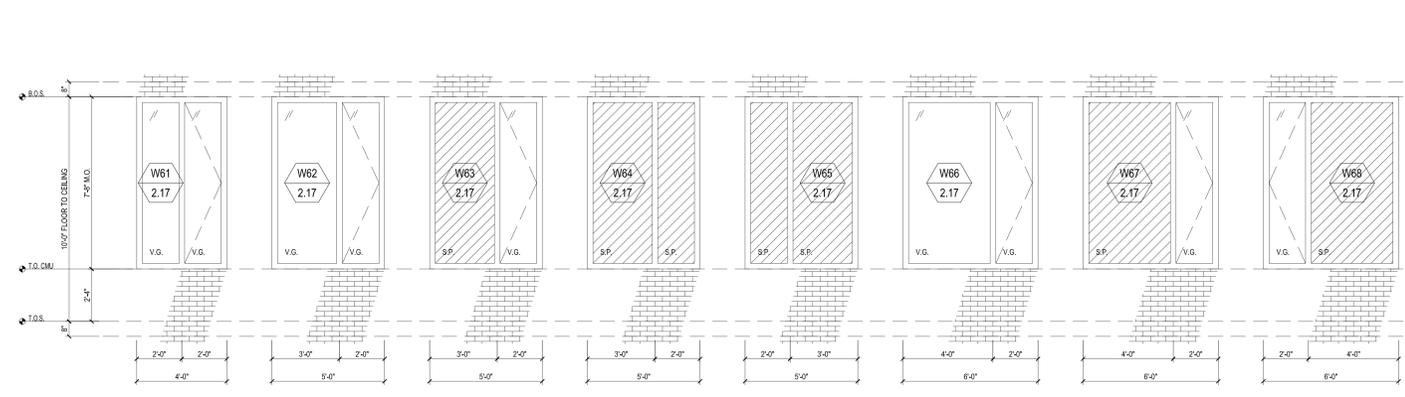 8"
B.O.S.
10'-0" FLOOR TO CEILING
7'-8" M.O.
T.O. CMU
2'-4"
T.O.S.
8"
W61
2.17
V.G.
V.G.
2'-0"
2'-0"
4'-0"
W62
2.17
V.G.
V.G.
3'-0"
2'-0"
5'-0"
W63
2.17
S.P.
V.G.
3'-0"
2'-0"
5'-0"
W64
2.17
S.P.
S.P.
3'-0"
2'-0"
5'-0"
W65
2.17
S.P.
S.P.
2'-0"
3'-0"
5'-0"
W66
2.17
V.G.
V.G.
4'-0"
2'-0"
6'-0"
W67
2.17
S.P.
V.G.
4'-0"
2'-0"
6'-0"
W68
2.17
V.G.
S.P.
2'-0"
4'-0"
6'-0"